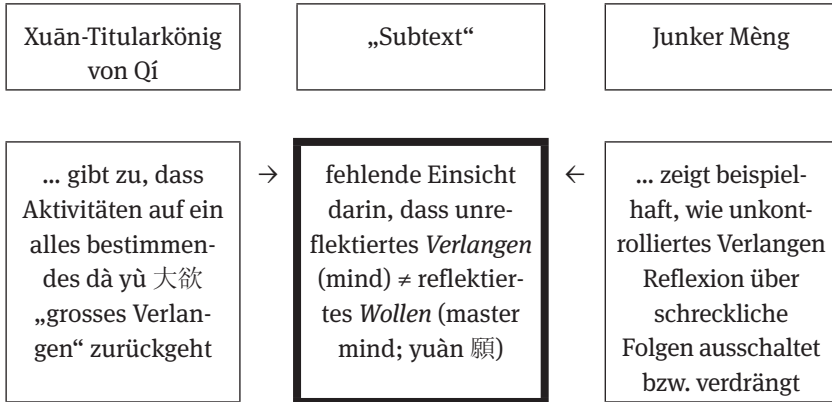 Xuān-Titularkönig
von Qí
„Subtext“
Junker Mèng
... gibt zu, dass
Aktivitäten auf ein
alles bestimmen-
des dà yù 大欲
„grosses Verlan-
gen“ zurückgeht
→
fehlende Einsicht
darin, dass unre-
flektiertes Verlangen
(mind) ≠ reflektier-
tes Wollen (master
mind; yuàn 願)
←
... zeigt beispiel-
haft, wie unkont-
rolliertes Verlangen
Reflexion über
schreckliche
Folgen ausschaltet
bzw. verdrängt